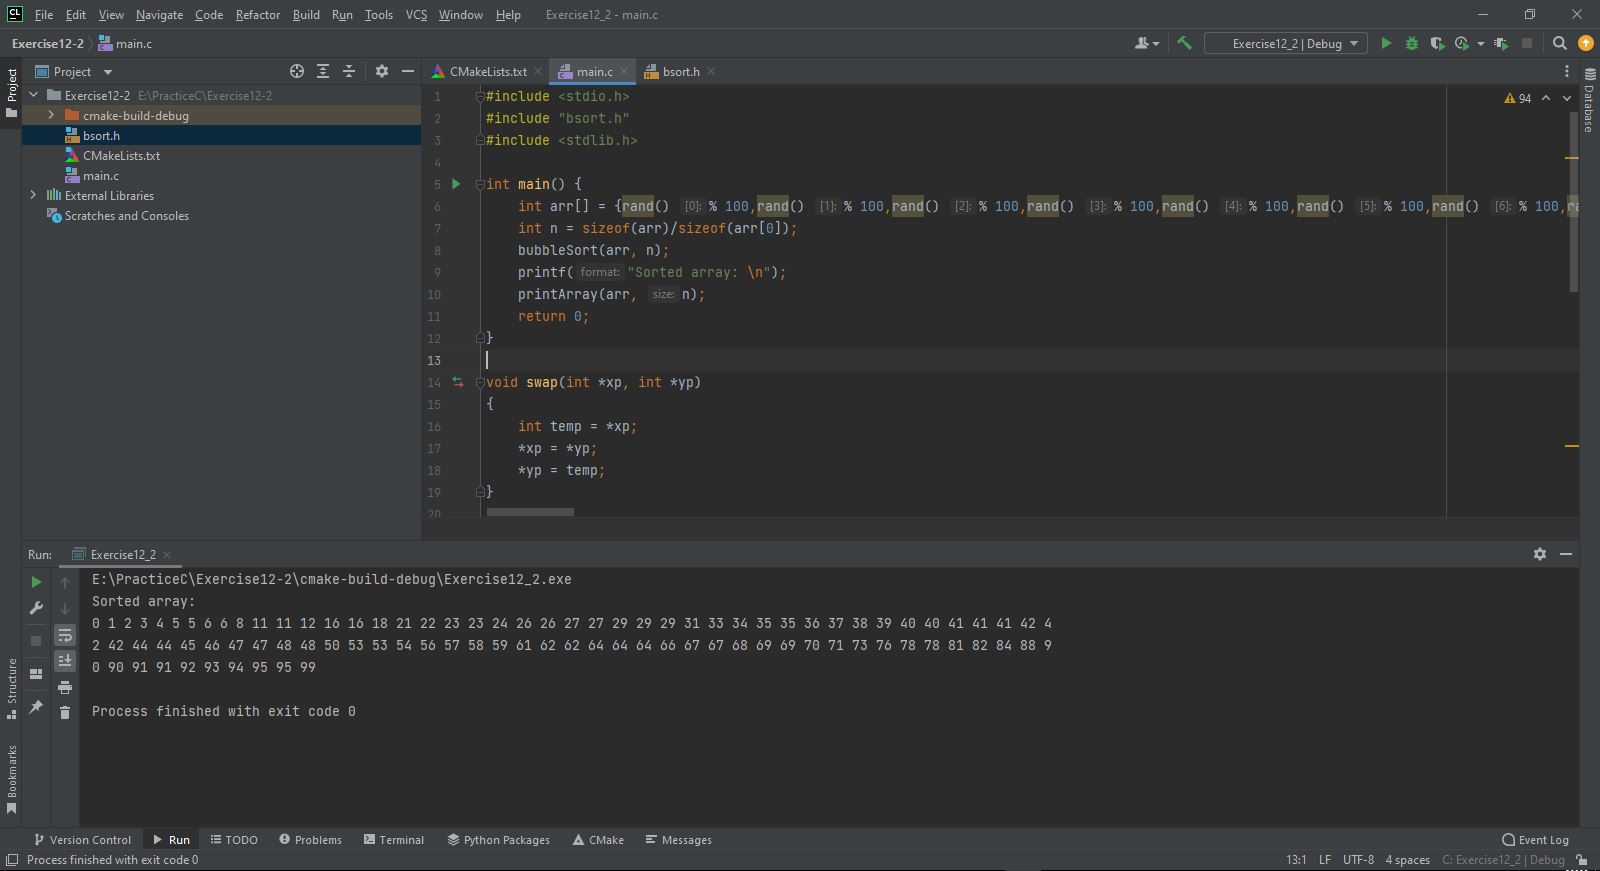 CL File Edit View Navigate Code Refactor Build Run Tools VCS Window Help Exercise12_2 - main.c
Exercise12-2 main.c Exercise12_2 | Debug
Project
Project
CMakeLists.txt main.c bsort.h
Exercise12-2 E:\PracticeC\Exercise12-2
cmake-build-debug
bsort.h
CMakeLists.txt
main.c
External Libraries
Scratches and Consoles
94
Database
1 #include <stdio.h>
2 #include "bsort.h"
3 #include <stdlib.h>
4
5 int main() {
6 int arr[] = {rand() [0]: % 100,rand() [1]: % 100,rand() [2]: % 100,rand() [3]: % 100,rand() [4]: % 100,rand() [5]: % 100,rand() [6]: % 100,ra
7 int n = sizeof(arr)/sizeof(arr[0]);
8 bubbleSort(arr, n);
9 printf( format: "Sorted array: \n");
10 printArray(arr, size: n);
11 return 0;
12 }
13
14 void swap(int *xp, int *yp)
15 {
16 int temp = *xp;
17 *xp = *yp;
18 *yp = temp;
19 }
20
Run: Exercise12_2
E:\PracticeC\Exercise12-2\cmake-build-debug\Exercise12_2.exe
Sorted array:
0 1 2 3 4 5 5 6 6 8 11 11 12 16 16 18 21 22 23 23 24 26 26 27 27 29 29 29 31 33 34 35 35 36 37 38 39 40 40 41 41 41 42 4
2 42 44 44 45 46 47 47 48 48 50 53 53 54 56 57 58 59 61 62 62 64 64 64 66 67 67 68 69 69 70 71 73 76 78 78 81 82 84 88 9
0 90 91 91 92 93 94 95 95 99
Process finished with exit code 0
Structure
Bookmarks
Version Control Run TODO Problems Terminal Python Packages CMake Messages Event Log
Process finished with exit code 0 13:1 LF UTF-8 4 spaces C: Exercise12_2 | Debug